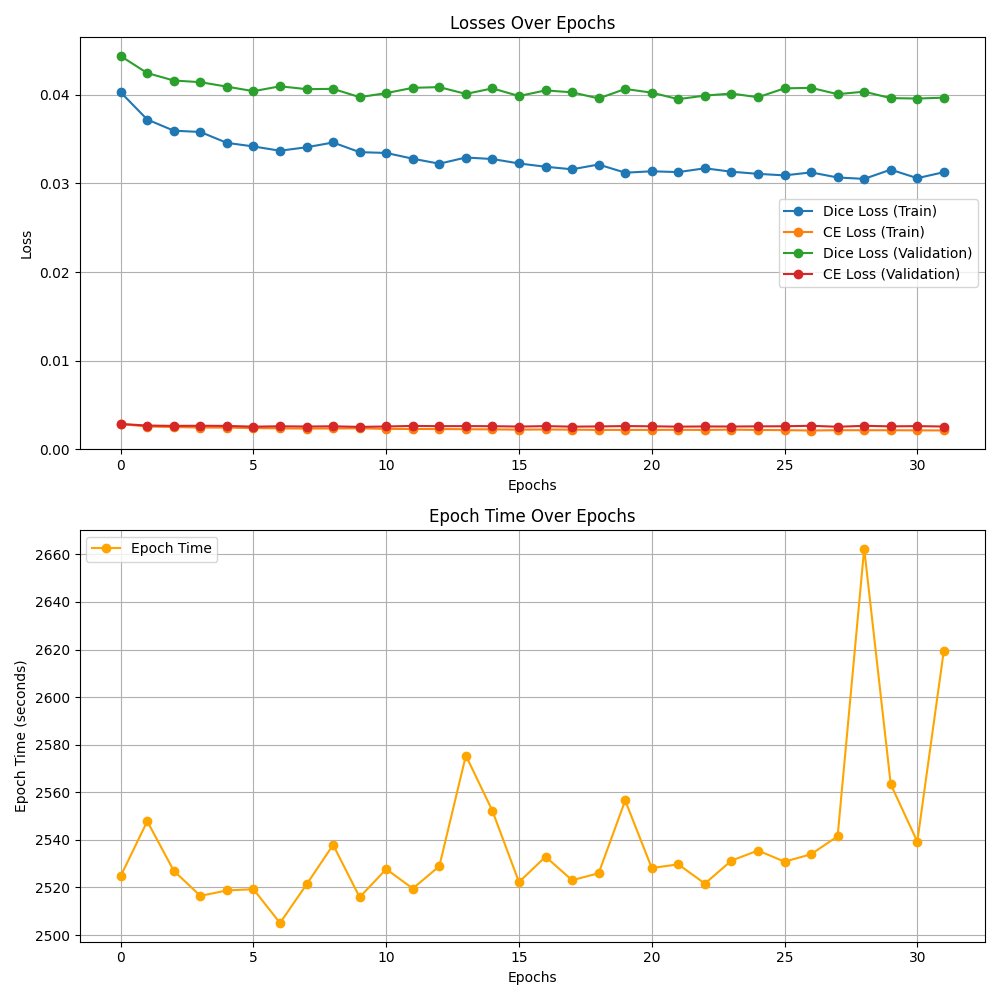 Losses Over Epochs
Loss
0.04
0.03
0.02
0.01
0.00
Dice Loss (Train)
CE Loss (Train)
Dice Loss (Validation)
CE Loss (Validation)
0 5 10 15 20 25 30
Epochs
Epoch Time Over Epochs
Epoch Time (seconds)
Epoch Time
2660
2640
2620
2600
2580
2560
2540
2520
2500
0 5 10 15 20 25 30
Epochs